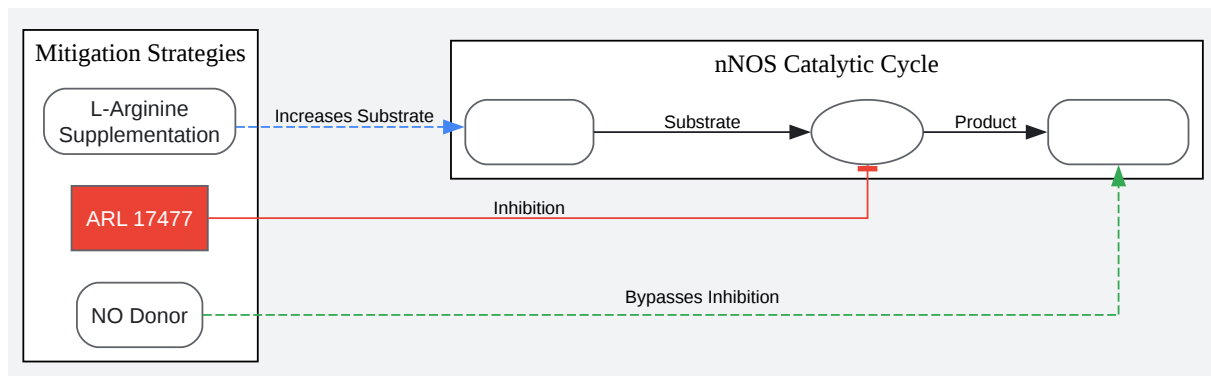 Mitigation Strategies
L-Arginine
Supplementation
ARL 17477
NO Donor
nNOS Catalytic Cycle
Increases Substrate
Substrate
Product
Inhibition
Bypasses Inhibition